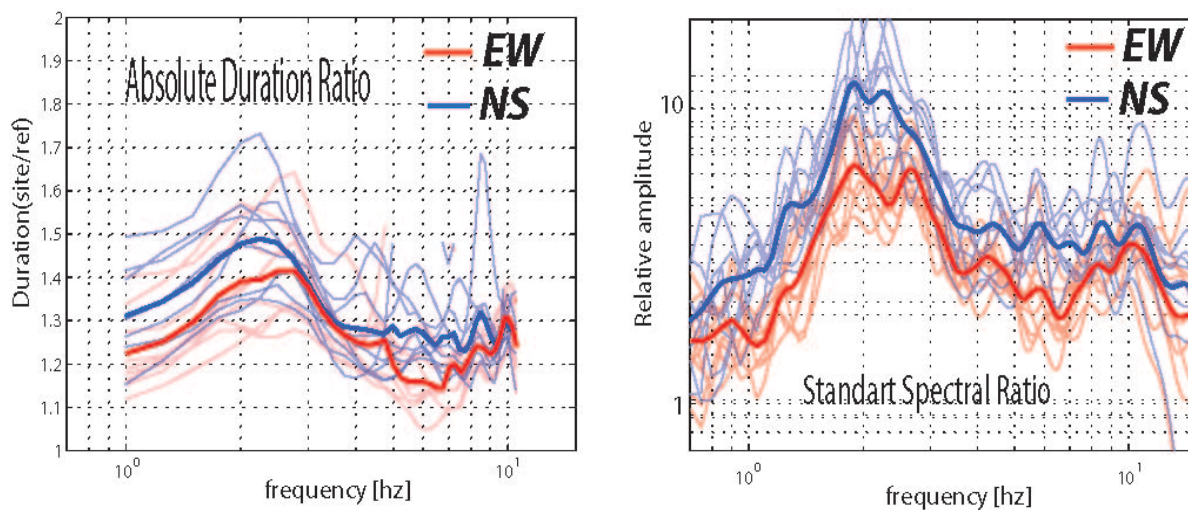 2
1.9
1.8
1.7
1.6
1.5
1.4
1.3
1.2
1.1
1
Duration(site/ref)
Absolute Duration Ratio
EW
NS
10⁰
10¹
frequency [hz]
10
1
Relative amplitude
EW
NS
Standart Spectral Ratio
10⁰
10¹
frequency [hz]